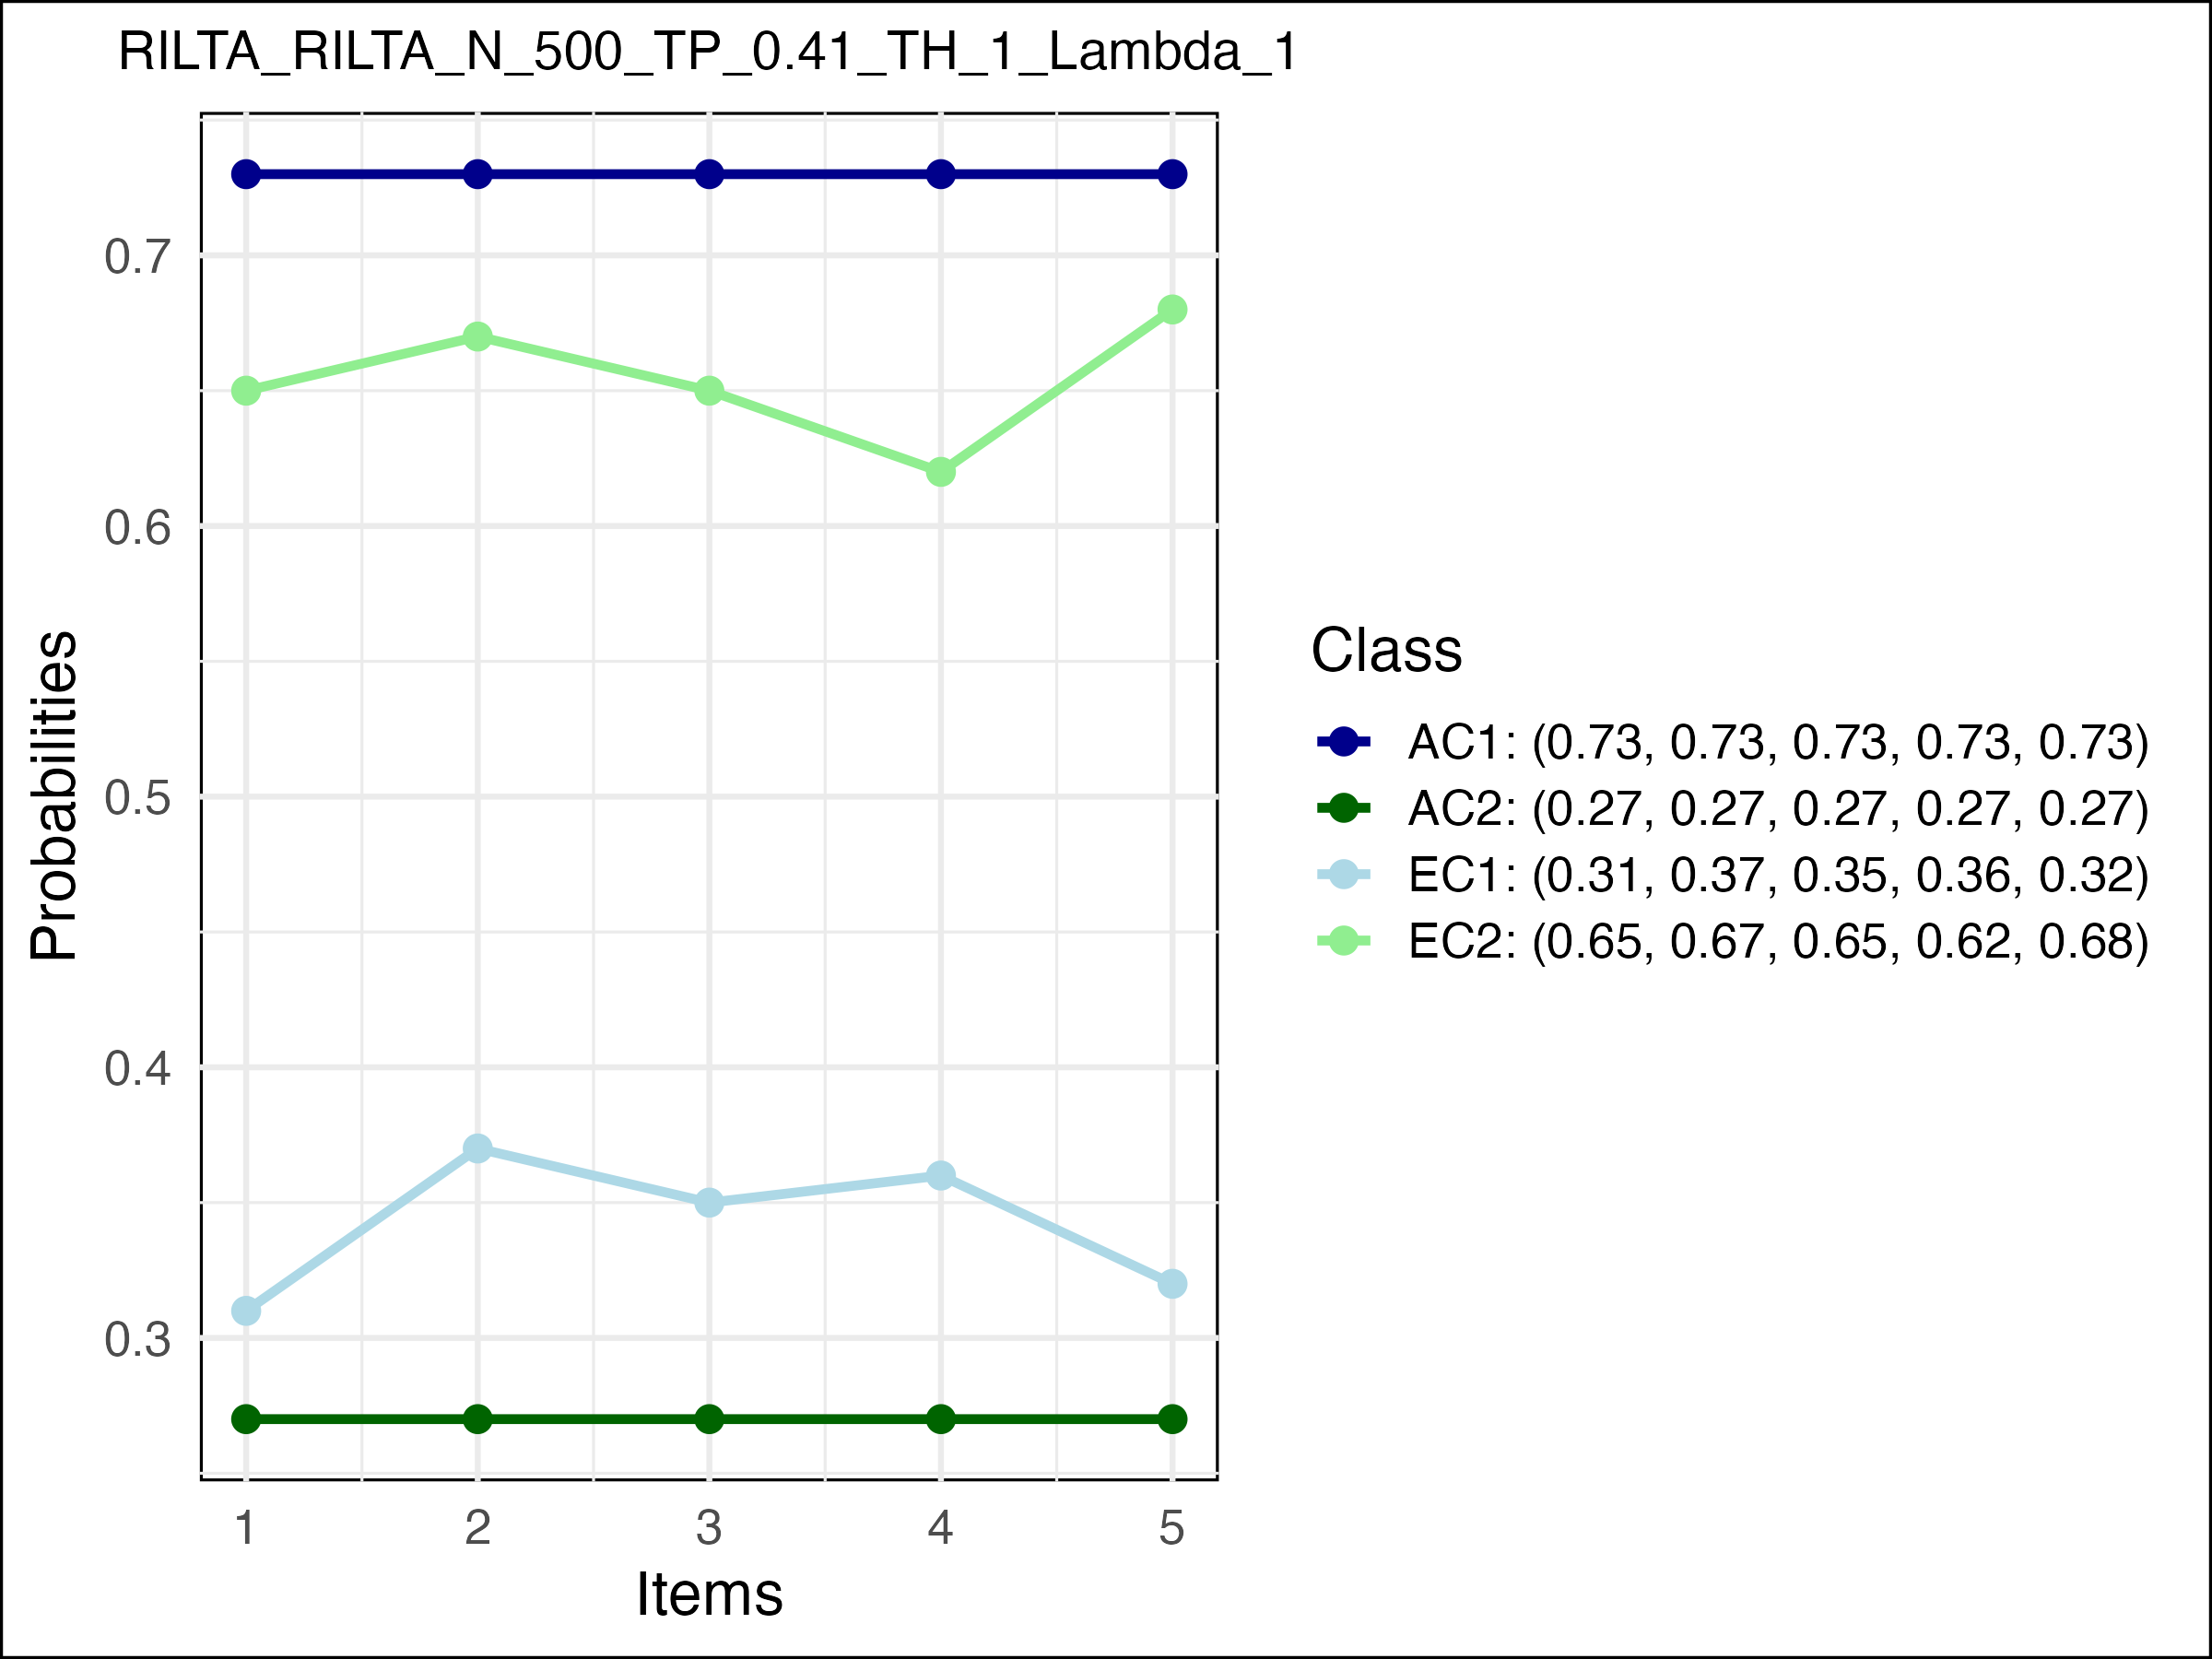 RILTA_RILTA_N_500_TP_0.41_TH_1_Lambda_1
0.7
0.6
0.5
0.4
0.3
Probabilities
1 2 3 4 5
Items
Class
AC1: (0.73, 0.73, 0.73, 0.73, 0.73)
AC2: (0.27, 0.27, 0.27, 0.27, 0.27)
EC1: (0.31, 0.37, 0.35, 0.36, 0.32)
EC2: (0.65, 0.67, 0.65, 0.62, 0.68)